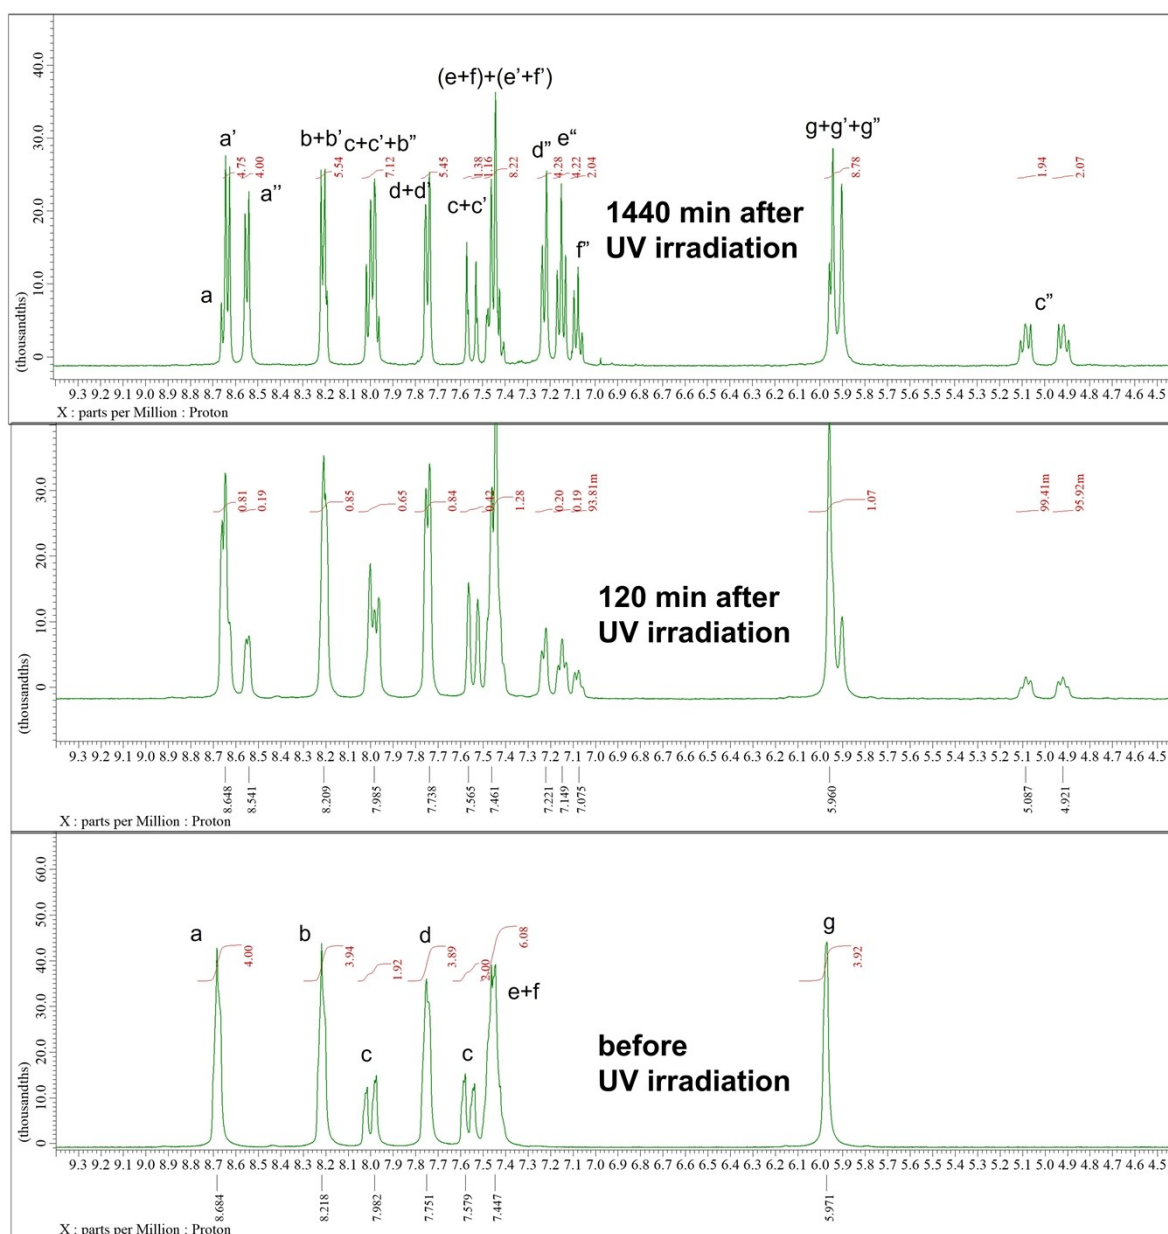 (e+f)+(e'+f')
a'
b+b'
c+c'+b”
d”
e“
g+g'+g”
4.75
4.00
5.54
7.12
5.45
1.38
1.16
8.22
4.28
4.22
2.04
8.78
1.94
2.07
a''
d+d'
c+c'
1440 min after
UV irradiation
f”
a
c”
(thousandths)
0 10.0 20.0 30.0 40.0
9.3 9.2 9.1 9.0 8.9 8.8 8.7 8.6 8.5 8.4 8.3 8.2 8.1 8.0 7.9 7.8 7.7 7.6 7.5 7.4 7.3 7.2 7.1 7.0 6.9 6.8 6.7 6.6 6.5 6.4 6.3 6.2 6.1 6.0 5.9 5.8 5.7 5.6 5.5 5.4 5.3 5.2 5.1 5.0 4.9 4.8 4.7 4.6 4.5
X : parts per Million : Proton
0.81
0.19
0.85
0.65
0.84
0.42
1.28
0.20
0.19
93.81m
1.07
99.41m
95.92m
120 min after
UV irradiation
(thousandths)
0 10.0 20.0 30.0
9.3 9.2 9.1 9.0 8.9 8.8 8.7 8.6 8.5 8.4 8.3 8.2 8.1 8.0 7.9 7.8 7.7 7.6 7.5 7.4 7.3 7.2 7.1 7.0 6.9 6.8 6.7 6.6 6.5 6.4 6.3 6.2 6.1 6.0 5.9 5.8 5.7 5.6 5.5 5.4 5.3 5.2 5.1 5.0 4.9 4.8 4.7 4.6 4.5
8.648
8.541
8.209
7.985
7.738
7.565
7.461
7.221
7.149
7.075
5.960
5.087
4.921
X : parts per Million : Proton
a
b
d
g
4.00
3.94
1.92
3.89
2.00
6.08
3.92
e+f
c
c
before
UV irradiation
(thousandths)
0 10.0 20.0 30.0 40.0 50.0 60.0
9.3 9.2 9.1 9.0 8.9 8.8 8.7 8.6 8.5 8.4 8.3 8.2 8.1 8.0 7.9 7.8 7.7 7.6 7.5 7.4 7.3 7.2 7.1 7.0 6.9 6.8 6.7 6.6 6.5 6.4 6.3 6.2 6.1 6.0 5.9 5.8 5.7 5.6 5.5 5.4 5.3 5.2 5.1 5.0 4.9 4.8 4.7 4.6 4.5
8.684
8.218
7.982
7.751
7.579
7.447
5.971
X : parts per Million : Proton